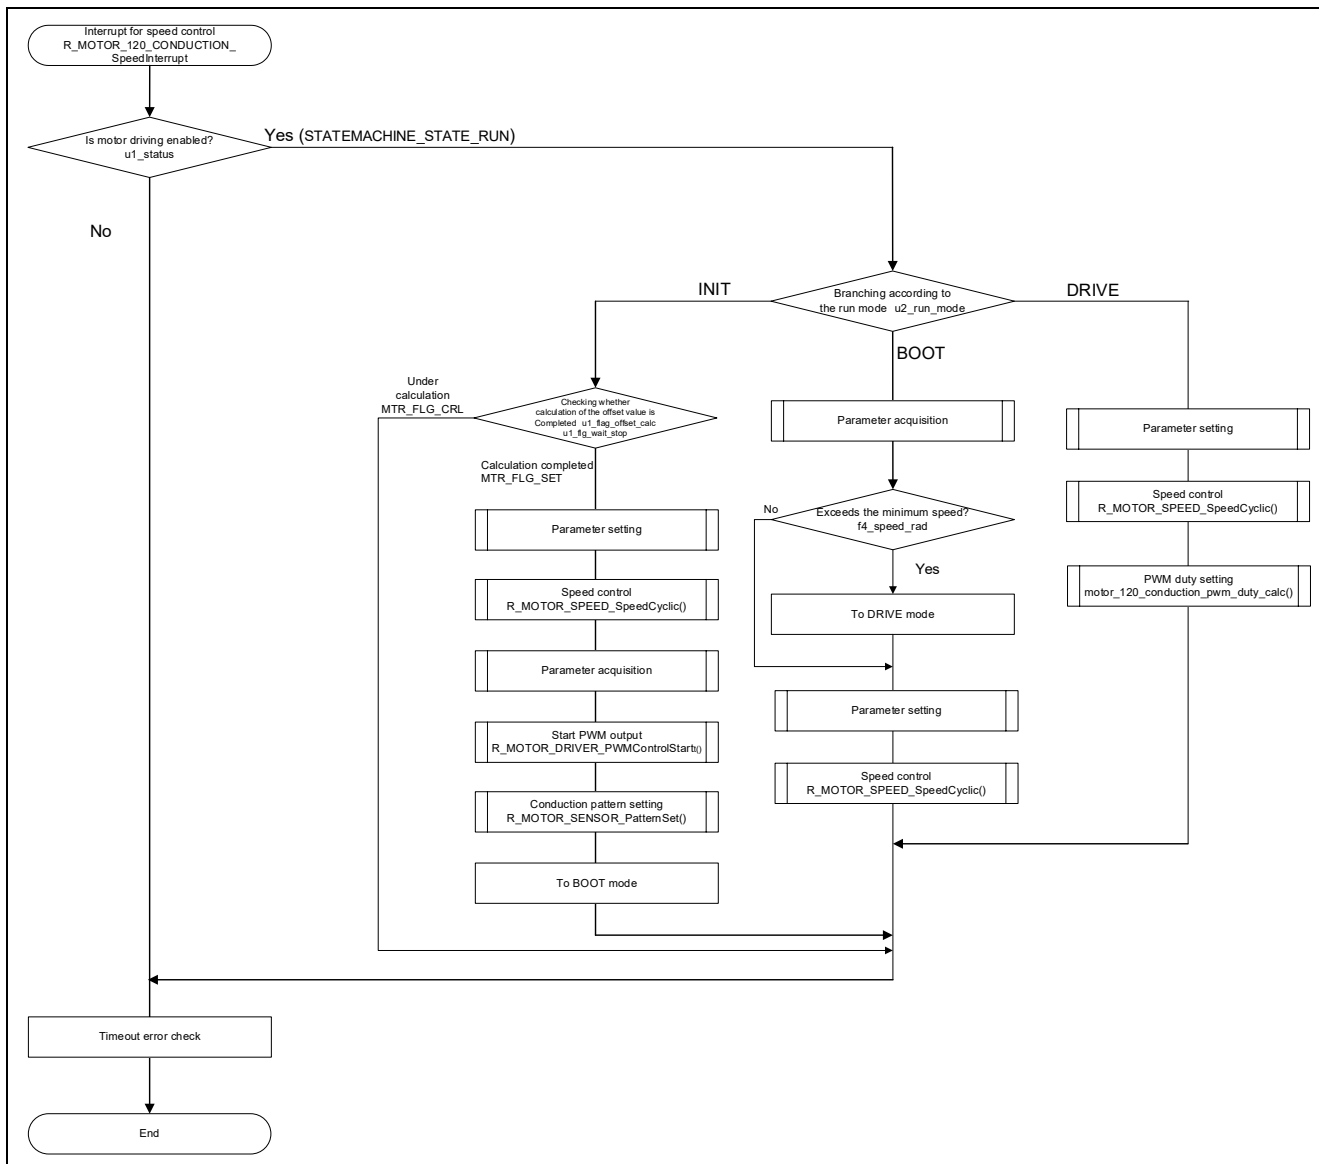 Interrupt for speed control
R_MOTOR_120_CONDUCTION_
SpeedInterrupt
Is motor driving enabled?
u1_status
Yes (STATEMACHINE_STATE_RUN)
No
Branching according to
the run mode u2_run_mode
INIT
BOOT
DRIVE
Under
calculation
MTR_FLG_CRL
Checking whether
calculation of the offset value is
Completed u1_flag_offset_calc
u1_flg_wait_stop
Calculation completed
MTR_FLG_SET
Parameter setting
Speed control
R_MOTOR_SPEED_SpeedCyclic()
Parameter acquisition
Start PWM output
R_MOTOR_DRIVER_PWMControlStart()
Conduction pattern setting
R_MOTOR_SENSOR_PatternSet()
To BOOT mode
Parameter acquisition
Exceeds the minimum speed?
f4_speed_rad
No
Yes
To DRIVE mode
Parameter setting
Speed control
R_MOTOR_SPEED_SpeedCyclic()
Parameter setting
Speed control
R_MOTOR_SPEED_SpeedCyclic()
PWM duty setting
motor_120_conduction_pwm_duty_calc()
Timeout error check
End